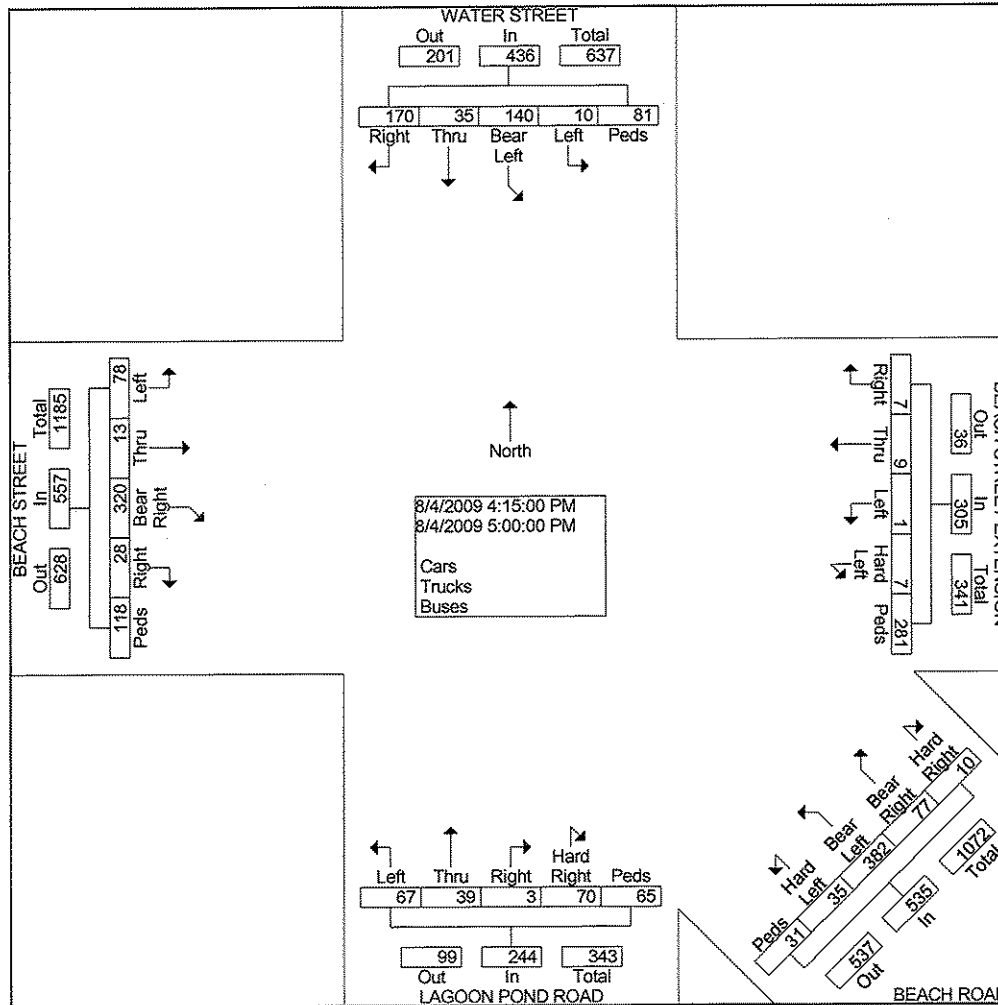 WATER STREET
Out In Total
201 436 637
170 35 140 10 81
Right Thru Bear Left Left Peds
BEACH STREET
Total In Out
1185 557 628
78 13 320 28 118
Left Thru Bear Right Right Peds
North
8/4/2009 4:15:00 PM
8/4/2009 5:00:00 PM
Cars
Trucks
Buses
Out In Total
36 305 341
7 9 1 7 281
Right Thru Left Hard Left Peds
Hard Right Bear Right Bear Left Hard Left Peds
10 77 382 35 31
Total In Out
1072 535 537
BEACH ROAD
Left Thru Right Hard Right Peds
67 39 3 70 65
99 244 343
Out In Total
LAGOON POND ROAD